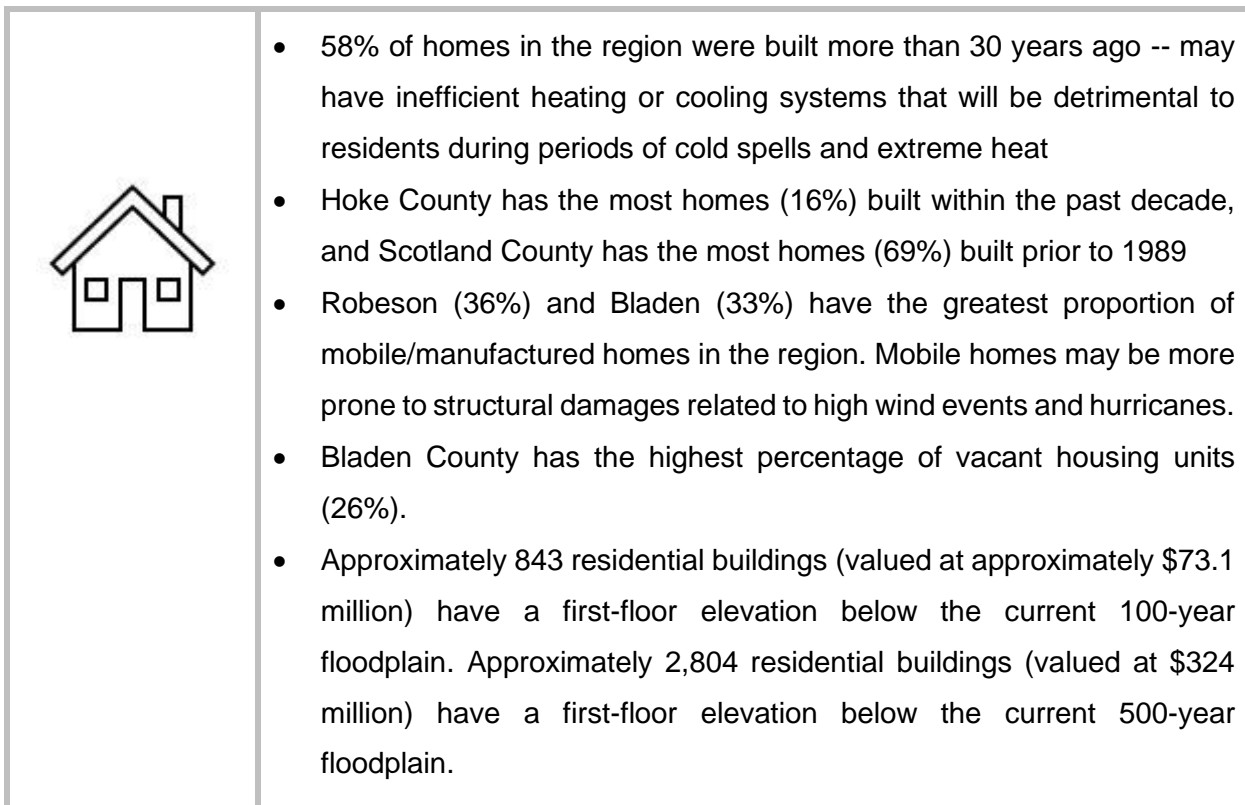 • 58% of homes in the region were built more than 30 years ago -- may
have inefficient heating or cooling systems that will be detrimental to
residents during periods of cold spells and extreme heat
• Hoke County has the most homes (16%) built within the past decade,
and Scotland County has the most homes (69%) built prior to 1989
• Robeson (36%) and Bladen (33%) have the greatest proportion of
mobile/manufactured homes in the region. Mobile homes may be more
prone to structural damages related to high wind events and hurricanes.
• Bladen County has the highest percentage of vacant housing units
(26%).
• Approximately 843 residential buildings (valued at approximately $73.1
million) have a first-floor elevation below the current 100-year
floodplain. Approximately 2,804 residential buildings (valued at $324
million) have a first-floor elevation below the current 500-year
floodplain.